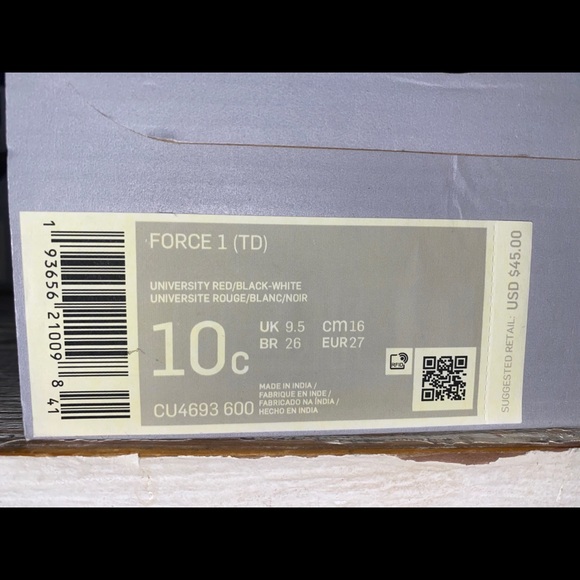 FORCE 1 (TD)
UNIVERSITY RED/BLACK-WHITE
UNIVERSITE ROUGE/BLANC/NOIR
10C
UK 9.5 cm 16
BR 26 EUR 27
MADE IN INDIA /
FABRIQUE EN INDE /
FABRICADO NA ÍNDIA /
HECHO EN INDIA
CU4693 600
RFID
1 93656 21009 8 41
SUGGESTED RETAIL: USD $45.00